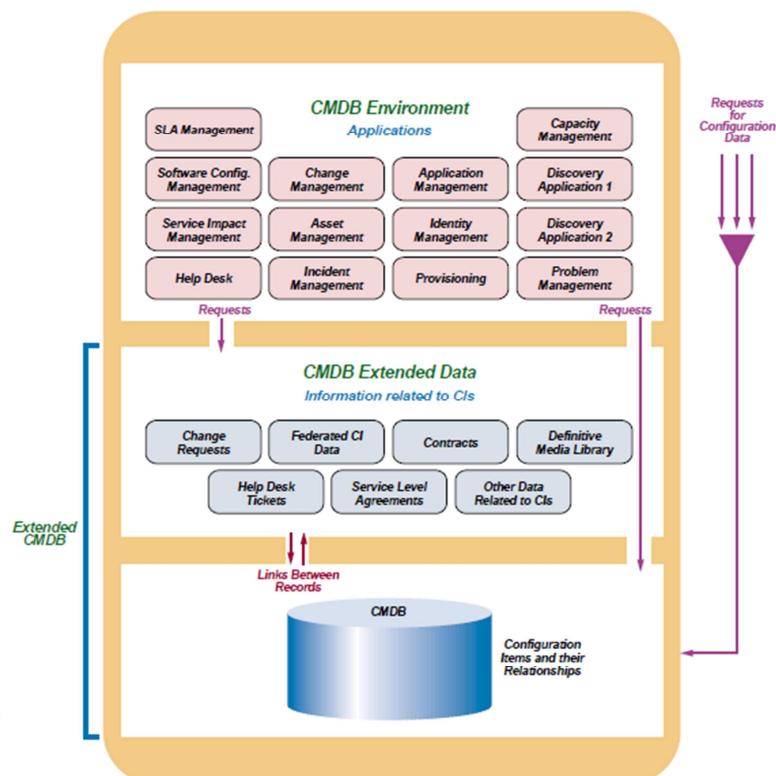 CMDB Environment
Applications
Requests
for
Configuration
Data
SLA Management
Capacity
Management
Software Config.
Management
Change
Management
Application
Management
Discovery
Application 1
Service Impact
Management
Asset
Management
Identity
Management
Discovery
Application 2
Help Desk
Incident
Management
Provisioning
Problem
Management
Requests
Requests
CMDB Extended Data
Information related to CIs
Change
Requests
Federated CI
Data
Contracts
Definitive
Media Library
Help Desk
Tickets
Service Level
Agreements
Other Data
Related to CIs
Extended
CMDB
Links Between
Records
CMDB
Configuration
Items and their
Relationships